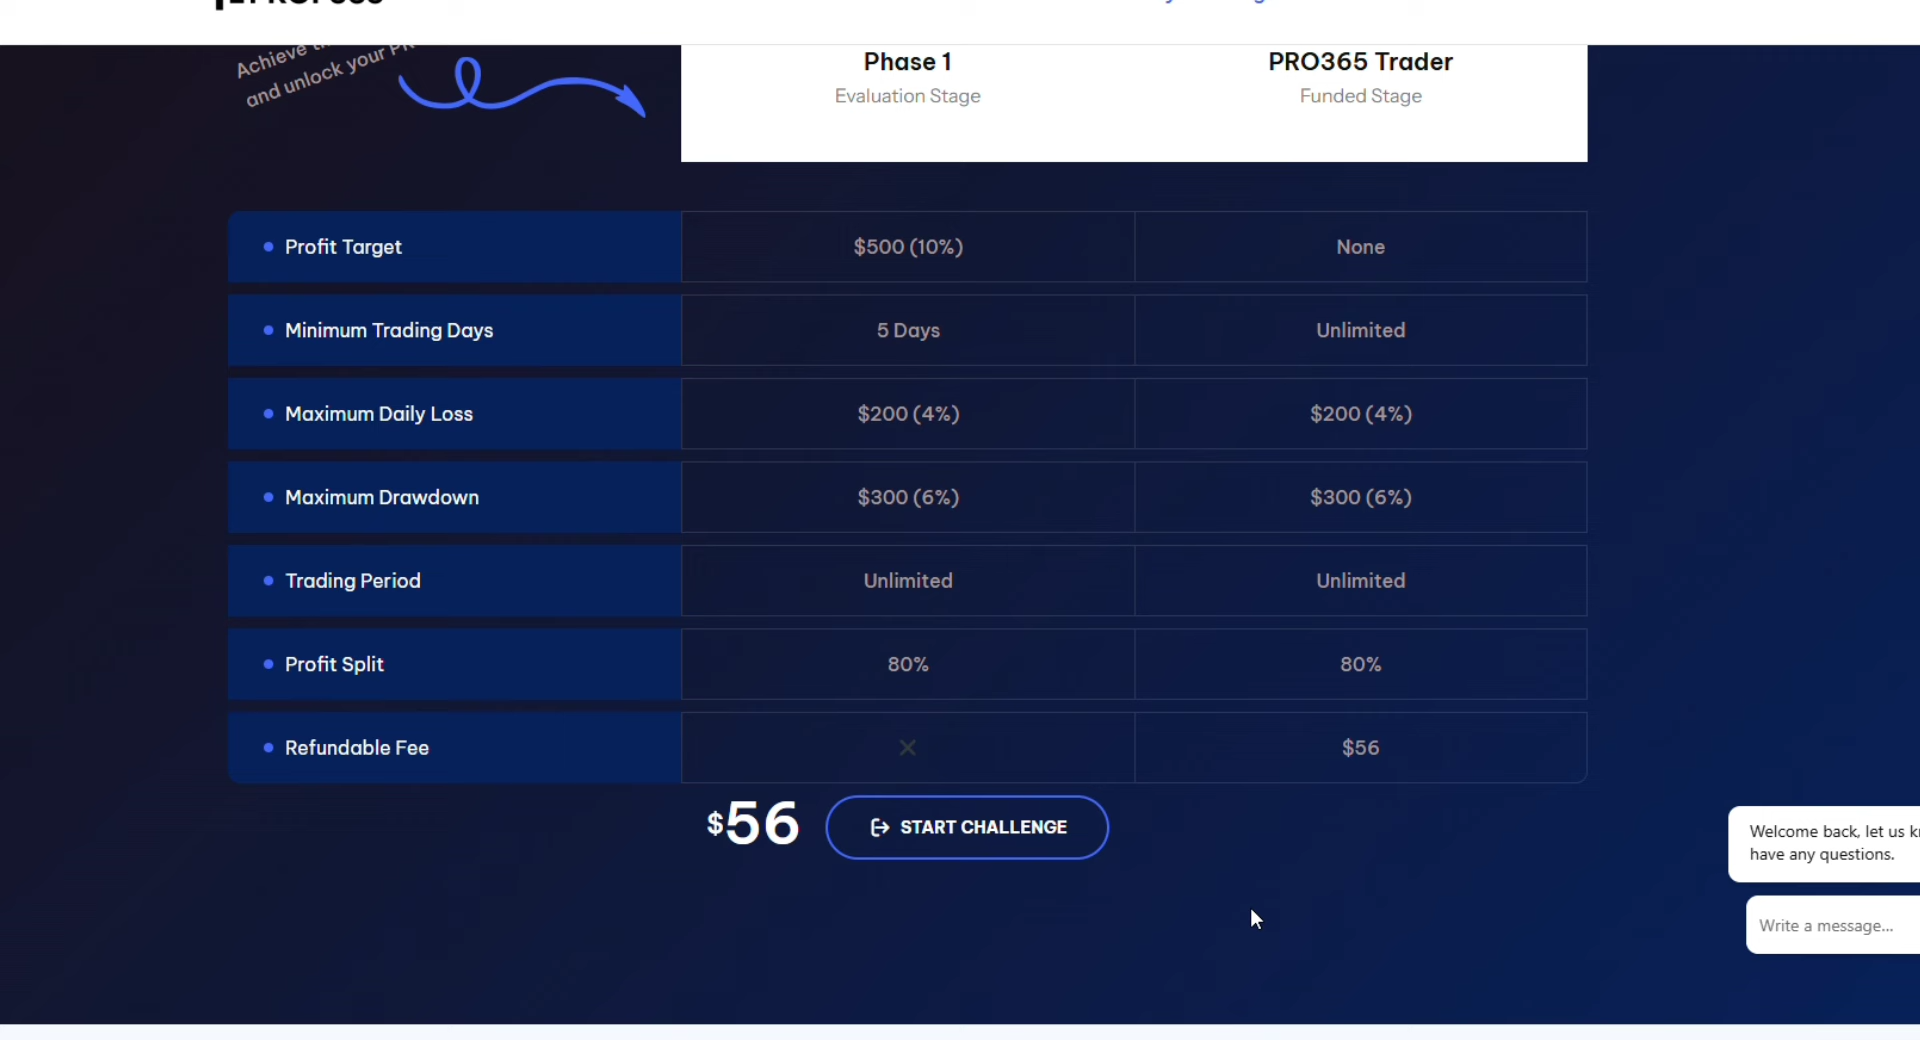 Achieve
and unlock your
Phase 1
PRO365 Trader
Evaluation Stage
Funded Stage
Profit Target
$500 (10%)
None
Minimum Trading Days
5 Days
Unlimited
Maximum Daily Loss
$200 (4%)
$200 (4%)
Maximum Drawdown
$300 (6%)
$300 (6%)
Trading Period
Unlimited
Unlimited
Profit Split
80%
80%
Refundable Fee
$56
$56
START CHALLENGE
Welcome back, let us
have any questions.
Write a message...